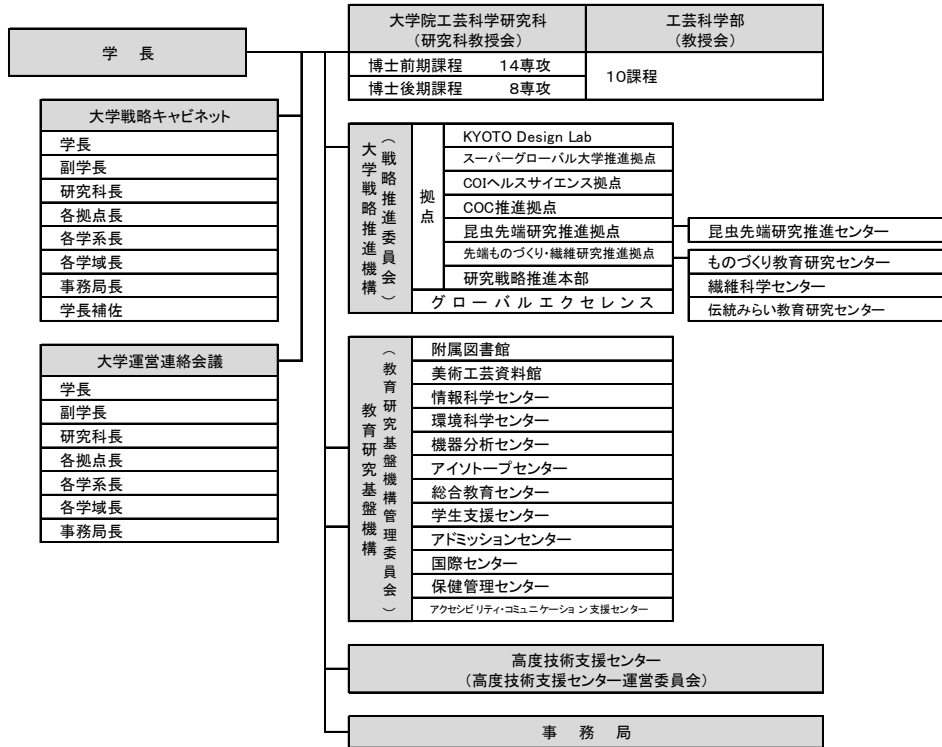 学　長
大学戦略キャビネット
学長
副学長
研究科長
各拠点長
各学系長
各学域長
事務局長
学長補佐
大学運営連絡会議
学長
副学長
研究科長
各拠点長
各学系長
各学域長
事務局長
大学院工芸科学研究科
（研究科教授会）
工芸科学部
（教授会）
博士前期課程　14専攻
博士後期課程　8専攻
10課程
大学戦略推進機構
（戦略推進委員会）
拠点
KYOTO Design Lab
スーパーグローバル大学推進拠点
COIヘルスサイエンス拠点
COC推進拠点
昆虫先端研究推進拠点
先端ものづくり・繊維研究推進拠点
研究戦略推進本部
グローバルエクセレンス
昆虫先端研究推進センター
ものづくり教育研究センター
繊維科学センター
伝統みらい教育研究センター
教育研究基盤機構
（教育研究基盤機構管理委員会）
附属図書館
美術工芸資料館
情報科学センター
環境科学センター
機器分析センター
アイソトープセンター
総合教育センター
学生支援センター
アドミッションセンター
国際センター
保健管理センター
アクセシビリティ・コミュニケーション支援センター
高度技術支援センター
（高度技術支援センター運営委員会）
事　務　局